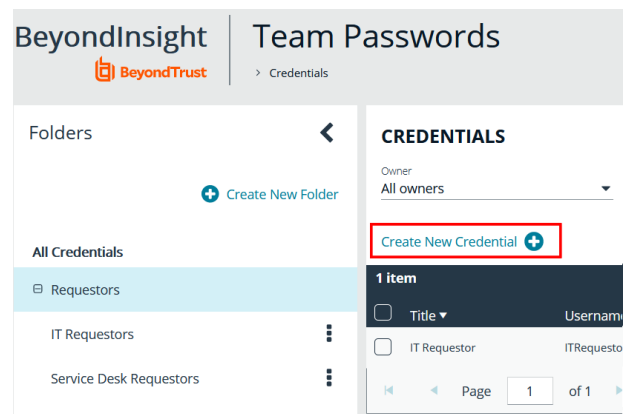 BeyondInsight
BeyondTrust
Team Passwords
> Credentials
Folders
Create New Folder
All Credentials
Requestors
IT Requestors
Service Desk Requestors
CREDENTIALS
Owner
All owners
Create New Credential
1 item
Title Usernam
IT Requestor ITRequesto
Page 1 of 1